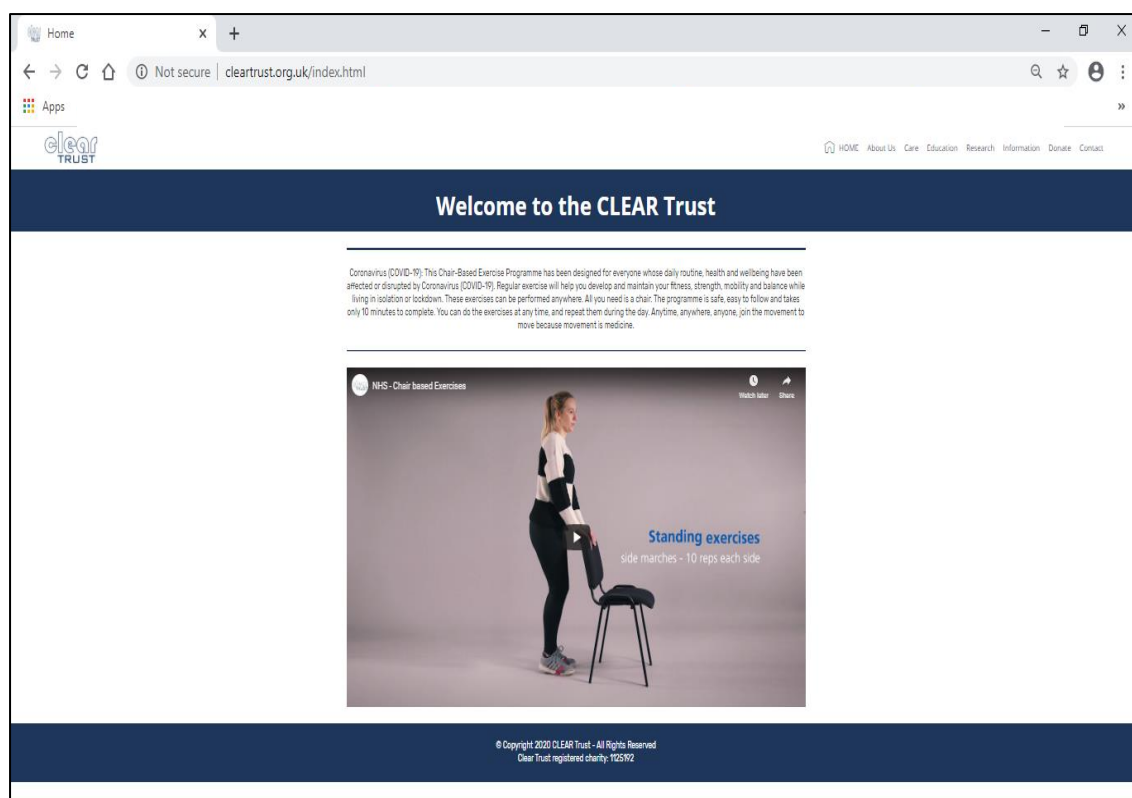 Home
Not secure | cleartrust.org.uk/index.html
Apps
clear
TRUST
HOME About Us Care Education Research Information Donate Contact
Welcome to the CLEAR Trust
Coronavirus (COVID-19): This Chair-Based Exercise Programme has been designed for everyone whose daily routine, health and wellbeing have been
affected or disrupted by Coronavirus (COVID-19). Regular exercise will help you develop and maintain your fitness, strength, mobility and balance while
living in isolation or lockdown. These exercises can be performed anywhere. All you need is a chair. The programme is safe, easy to follow and takes
only 10 minutes to complete. You can do the exercises at any time, and repeat them during the day. Anytime, anywhere, anyone, join the movement to
move because movement is medicine.
NHS - Chair based Exercises
Watch later Share
Standing exercises
side marches - 10 reps each side
© Copyright 2020 CLEAR Trust - All Rights Reserved
Clear Trust registered charity: 1125192